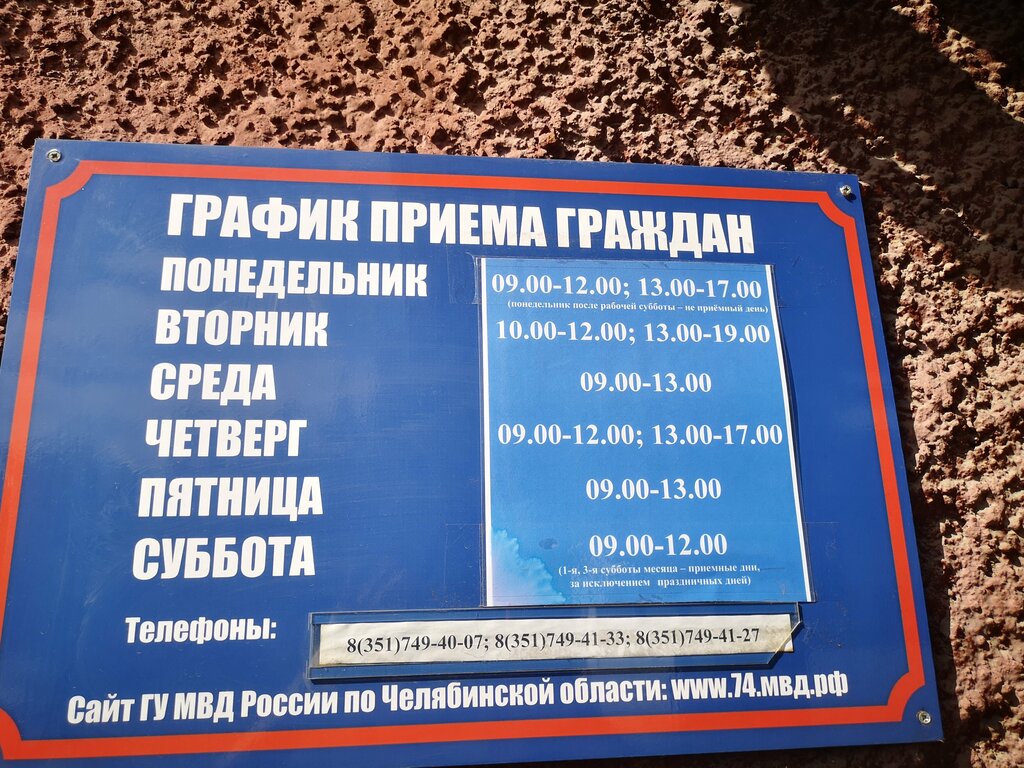 ГРАФИК ПРИЕМА ГРАЖДАН
ПОНЕДЕЛЬНИК 09.00-12.00; 13.00-17.00
(понедельник после рабочей субботы – не приёмный день)
ВТОРНИК 10.00-12.00; 13.00-19.00
СРЕДА 09.00-13.00
ЧЕТВЕРГ 09.00-12.00; 13.00-17.00
ПЯТНИЦА 09.00-13.00
СУББОТА 09.00-12.00
(1-я, 3-я субботы месяца – приемные дни,
за исключением праздничных дней)
Телефоны: 8(351)749-40-07; 8(351)749-41-33; 8(351)749-41-27
Сайт ГУ МВД России по Челябинской области: www.74.мвд.рф